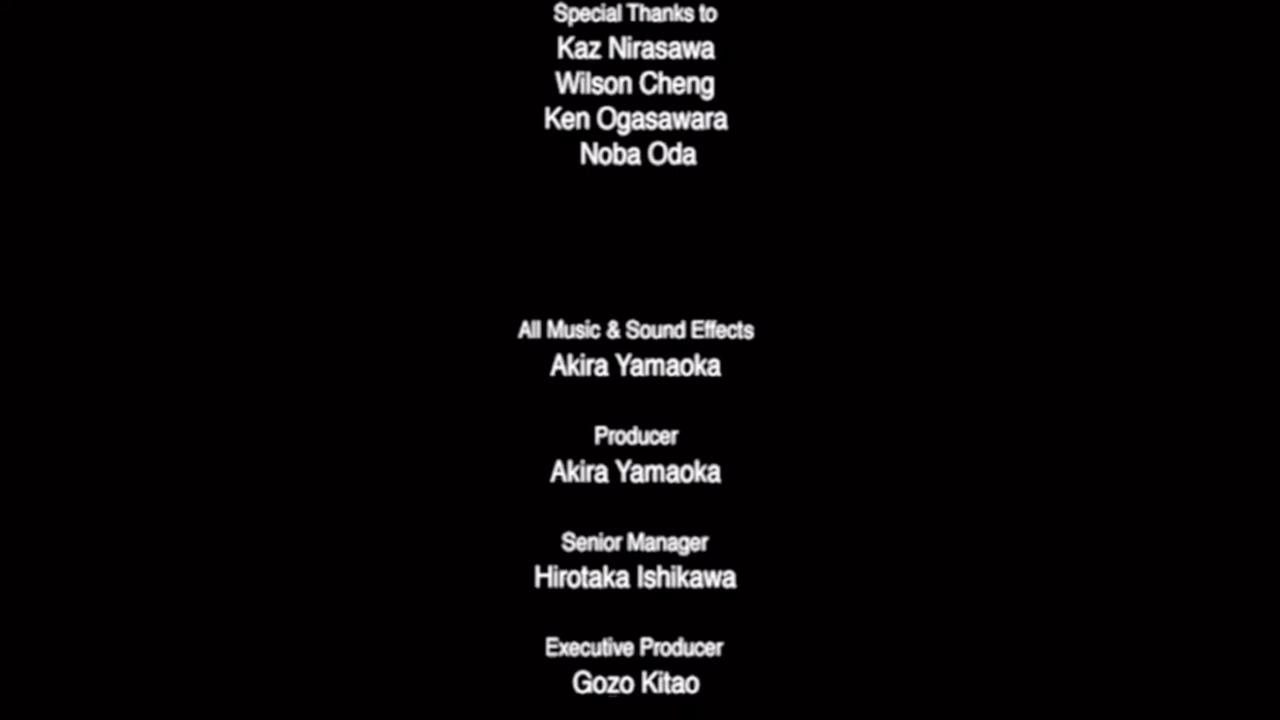 Special Thanks to
Kaz Nirasawa
Wilson Cheng
Ken Ogasawara
Noba Oda
All Music & Sound Effects
Akira Yamaoka
Producer
Akira Yamaoka
Senior Manager
Hirotaka Ishikawa
Executive Producer
Gozo Kitao